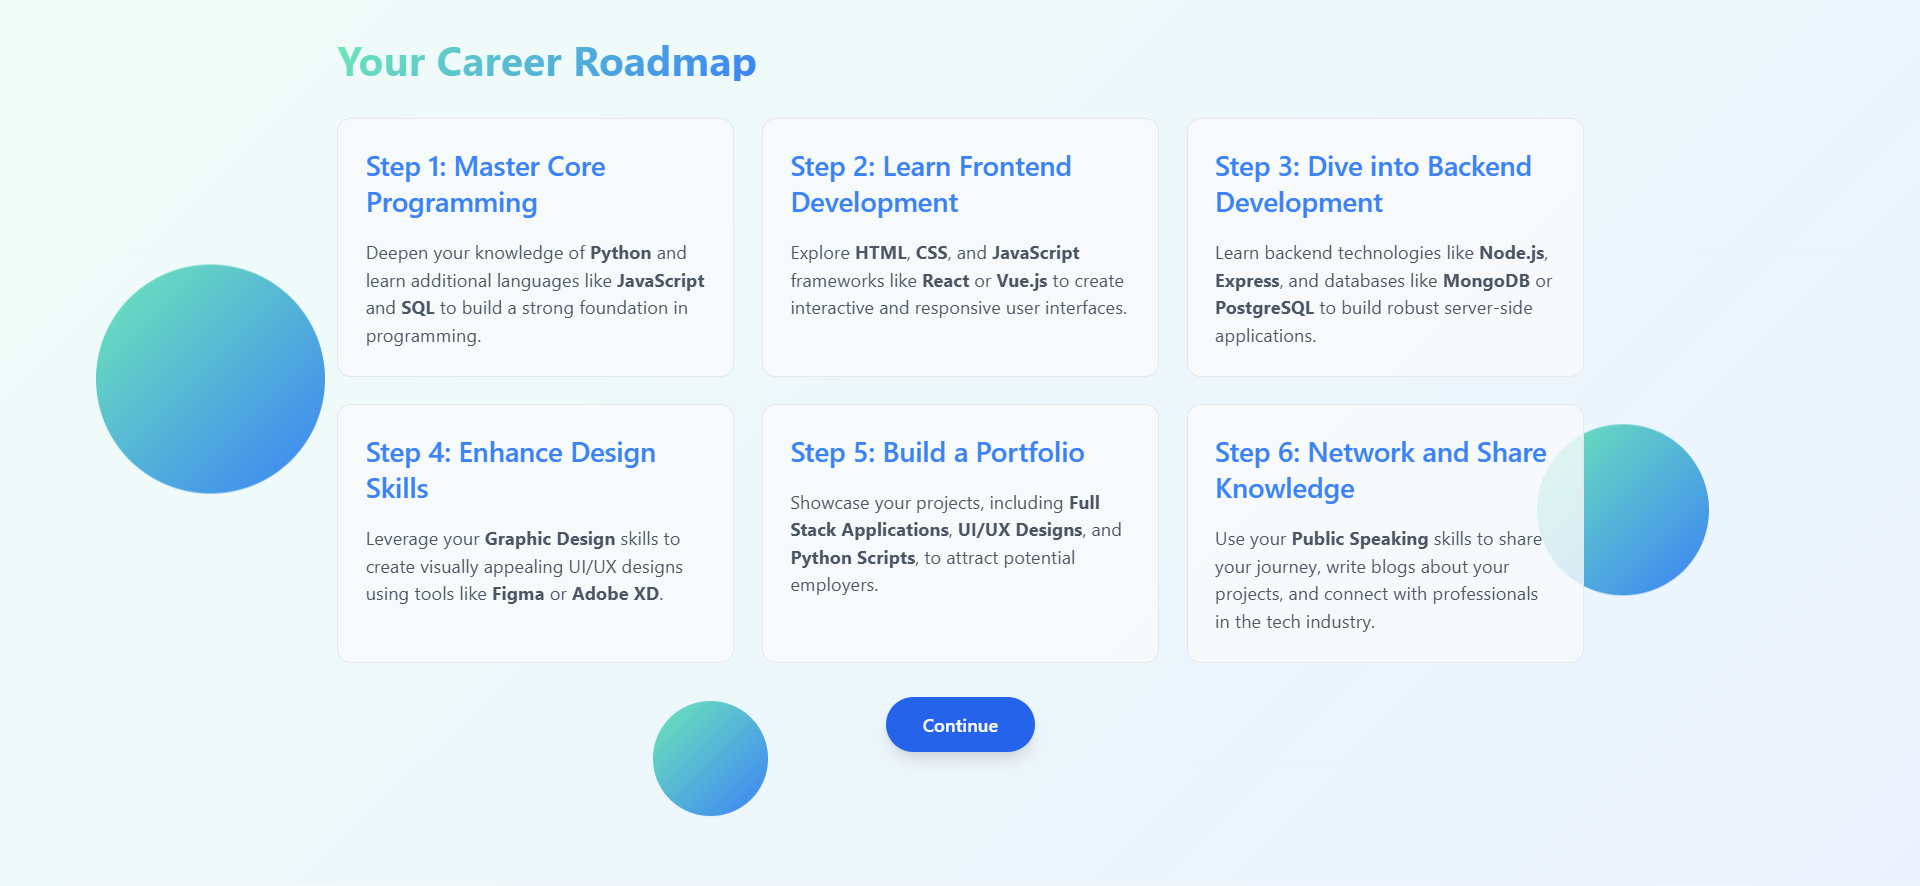 Your Career Roadmap
Step 1: Master Core
Programming
Deepen your knowledge of Python and
learn additional languages like JavaScript
and SQL to build a strong foundation in
programming.
Step 2: Learn Frontend
Development
Explore HTML, CSS, and JavaScript
frameworks like React or Vue.js to create
interactive and responsive user interfaces.
Step 3: Dive into Backend
Development
Learn backend technologies like Node.js,
Express, and databases like MongoDB or
PostgreSQL to build robust server-side
applications.
Step 4: Enhance Design
Skills
Leverage your Graphic Design skills to
create visually appealing UI/UX designs
using tools like Figma or Adobe XD.
Step 5: Build a Portfolio
Showcase your projects, including Full
Stack Applications, UI/UX Designs, and
Python Scripts, to attract potential
employers.
Step 6: Network and Share
Knowledge
Use your Public Speaking skills to share
your journey, write blogs about your
projects, and connect with professionals
in the tech industry.
Continue